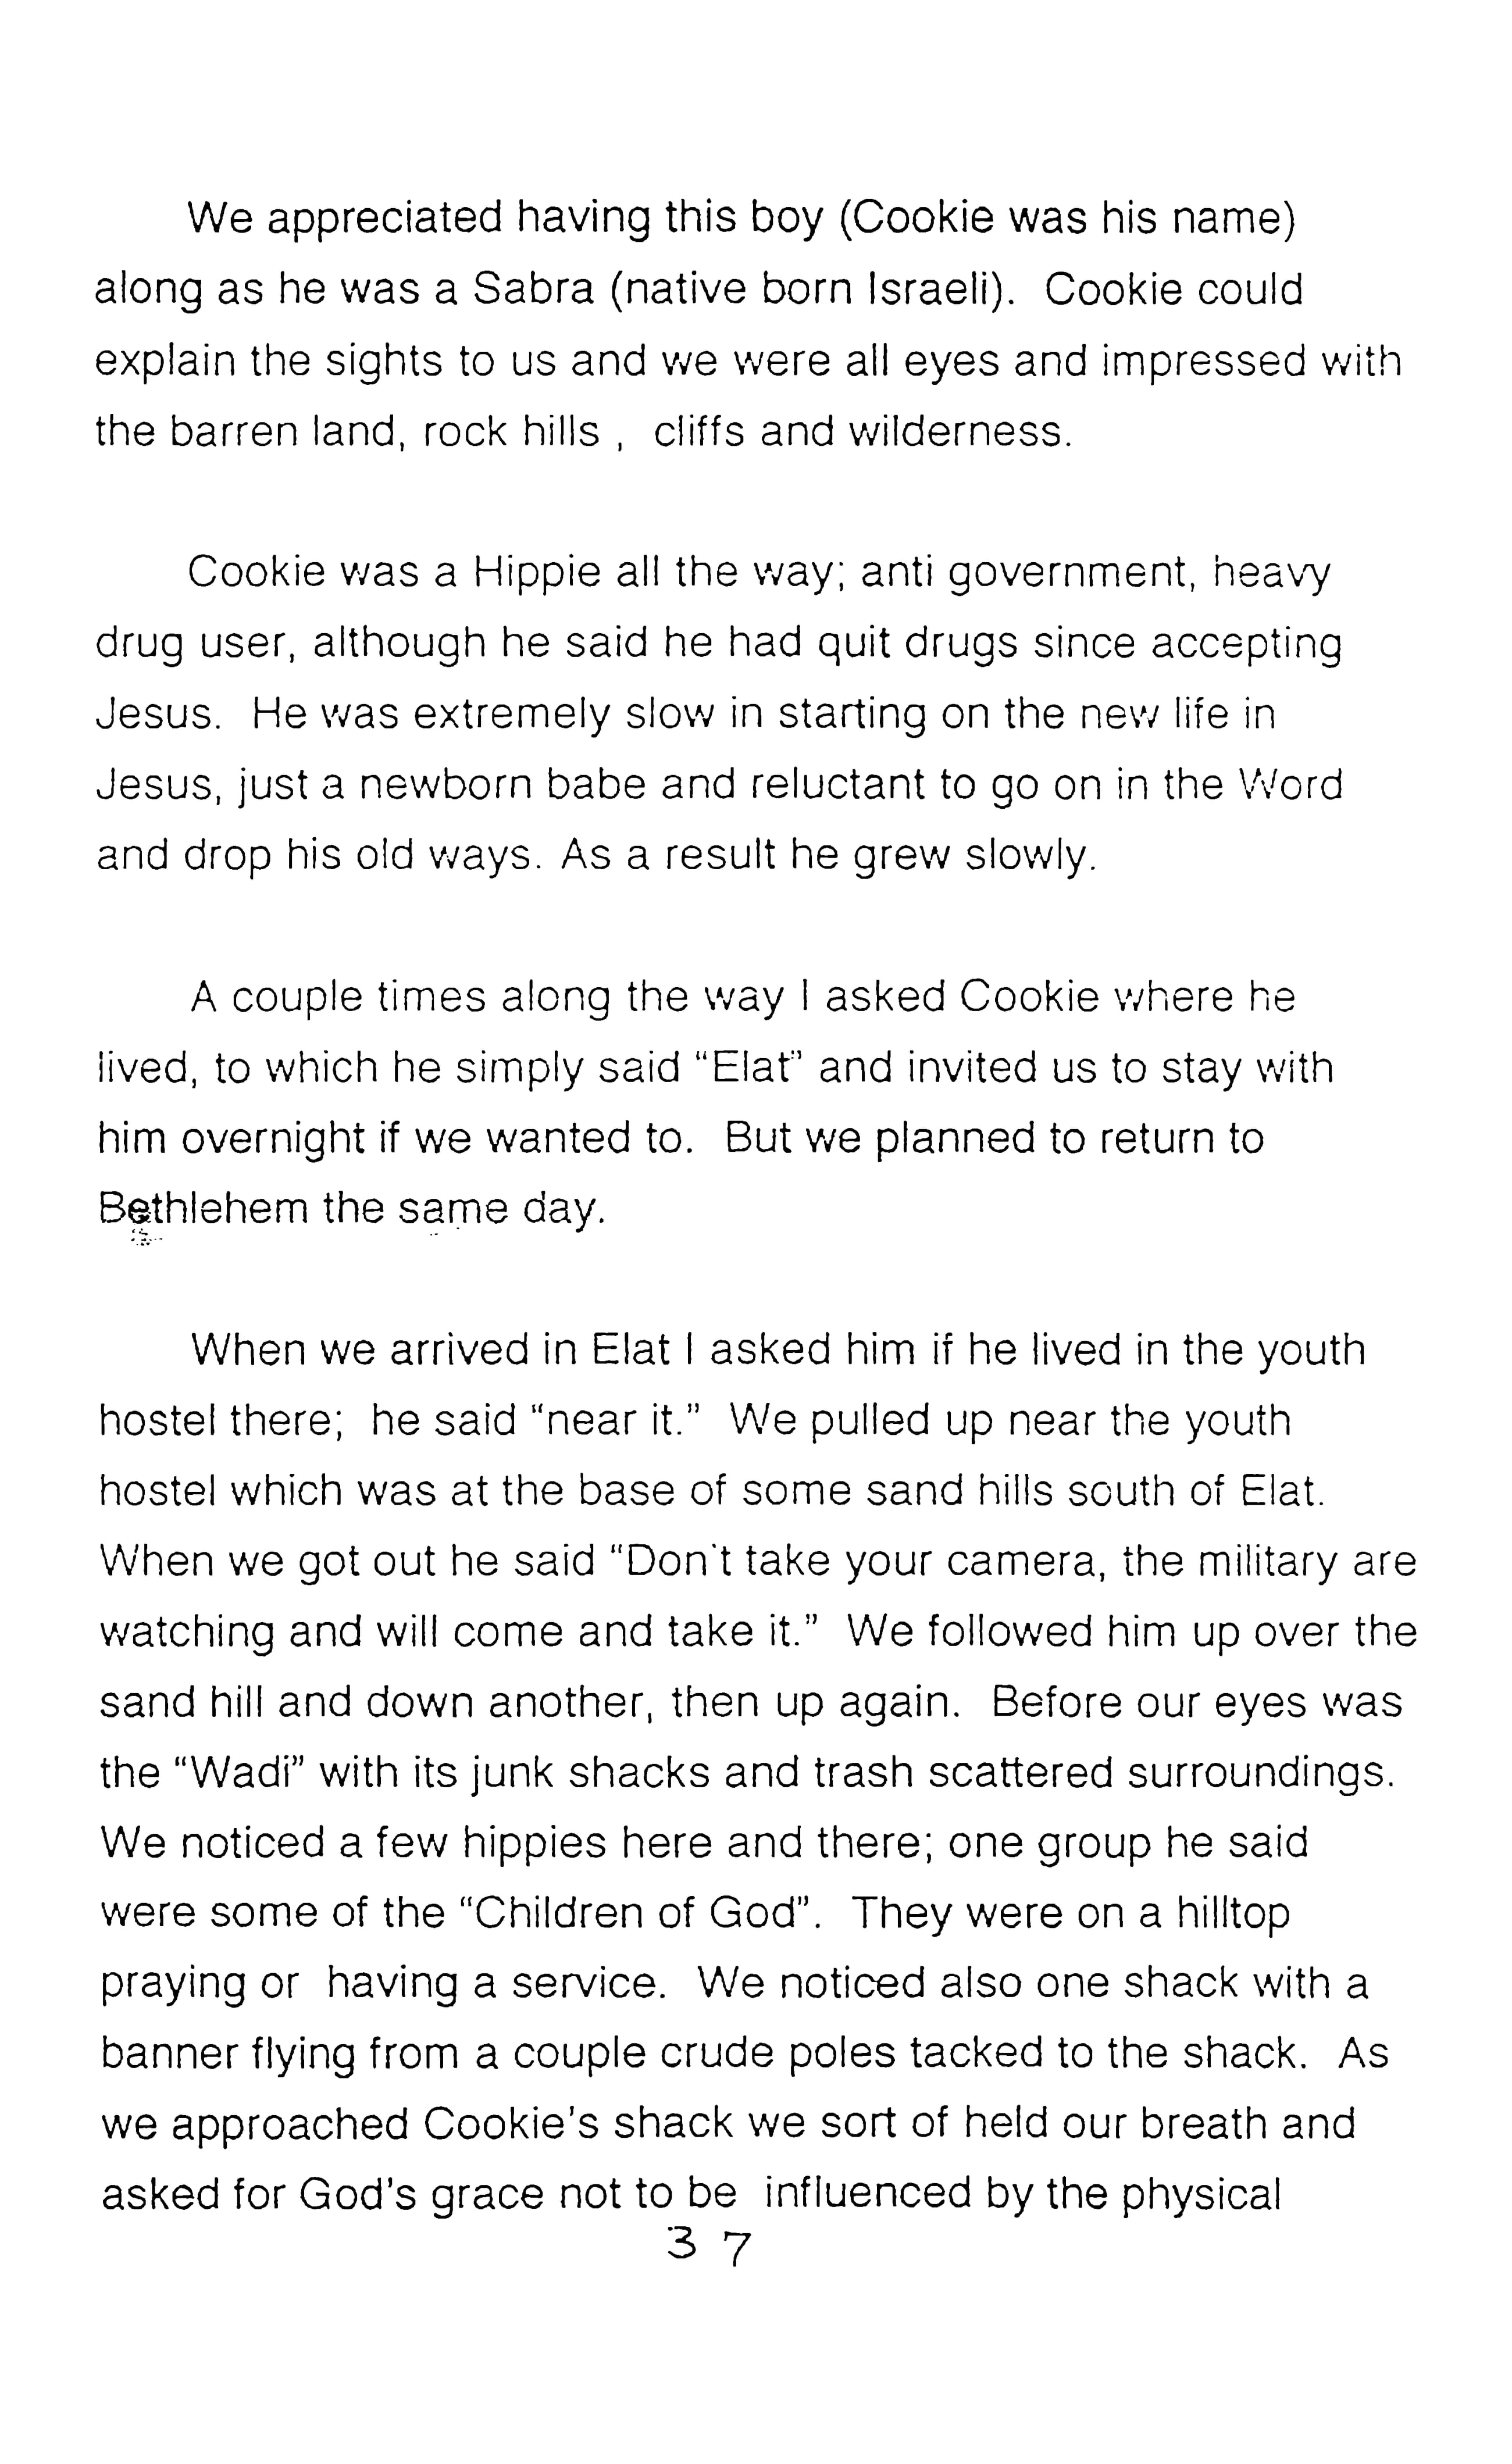 We appreciated having this boy (Cookie was his name)
along as he was a Sabra (native born Israeli).  Cookie could
explain the sights to us and we were all eyes and impressed with
the barren land, rock hills ,  cliffs and wilderness.
Cookie was a Hippie all the way; anti government, heavy
drug user, although he said he had quit drugs since accepting
Jesus.  He was extremely slow in starting on the new life in
Jesus, just a newborn babe and reluctant to go on in the Word
and drop his old ways. As a result he grew slowly.
A couple times along the way I asked Cookie where he
lived, to which he simply said "Elat" and invited us to stay with
him overnight if we wanted to.  But we planned to return to
Bethlehem the same day.
When we arrived in Elat I asked him if he lived in the youth
hostel there;  he said "near it."  We pulled up near the youth
hostel which was at the base of some sand hills south of Elat.
When we got out he said "Don't take your camera, the military are
watching and will come and take it."  We followed him up over the
sand hill and down another, then up again.  Before our eyes was
the "Wadi" with its junk shacks and trash scattered surroundings.
We noticed a few hippies here and there; one group he said
were some of the "Children of God".  They were on a hilltop
praying or  having a service.  We noticed also one shack with a
banner flying from a couple crude poles tacked to the shack.  As
we approached Cookie's shack we sort of held our breath and
asked for God's grace not to be  influenced by the physical
37